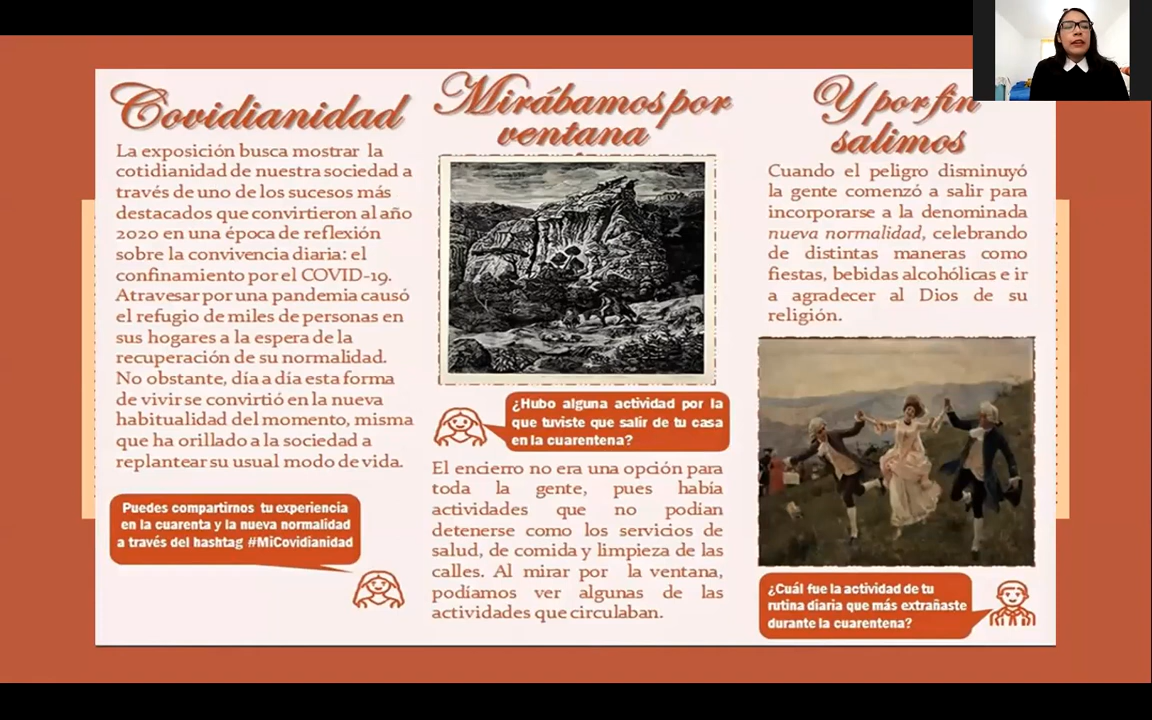 Covidianidad
La exposición busca mostrar la
cotidianidad de nuestra sociedad a
través de uno de los sucesos más
destacados que convirtieron al año
2020 en una época de reflexión
sobre la convivencia diaria: el
confinamiento por el COVID-19.
Atravesar por una pandemia causó
el refugio de miles de personas en
sus hogares a la espera de la
recuperación de su normalidad.
No obstante, día a día esta forma
de vivir se convirtió en la nueva
habitualidad del momento, misma
que ha orillado a la sociedad a
replantear su usual modo de vida.
Puedes compartirnos tu experiencia
en la cuarenta y la nueva normalidad
a través del hashtag #MiCovidianidad
Mirábamos por
ventana
¿Hubo alguna actividad por la
que tuviste que salir de tu casa
en la cuarentena?
El encierro no era una opción para
toda la gente, pues había
actividades que no podían
detenerse como los servicios de
salud, de comida y limpieza de las
calles. Al mirar por la ventana,
podíamos ver algunas de las
actividades que circulaban.
Y por fin
salimos
Cuando el peligro disminuyó
la gente comenzó a salir para
incorporarse a la denominada
nueva normalidad, celebrando
de distintas maneras como
fiestas, bebidas alcohólicas e ir
a agradecer al Dios de su
religión.
¿Cuál fue la actividad de tu
rutina diaria que más extrañaste
durante la cuarentena?